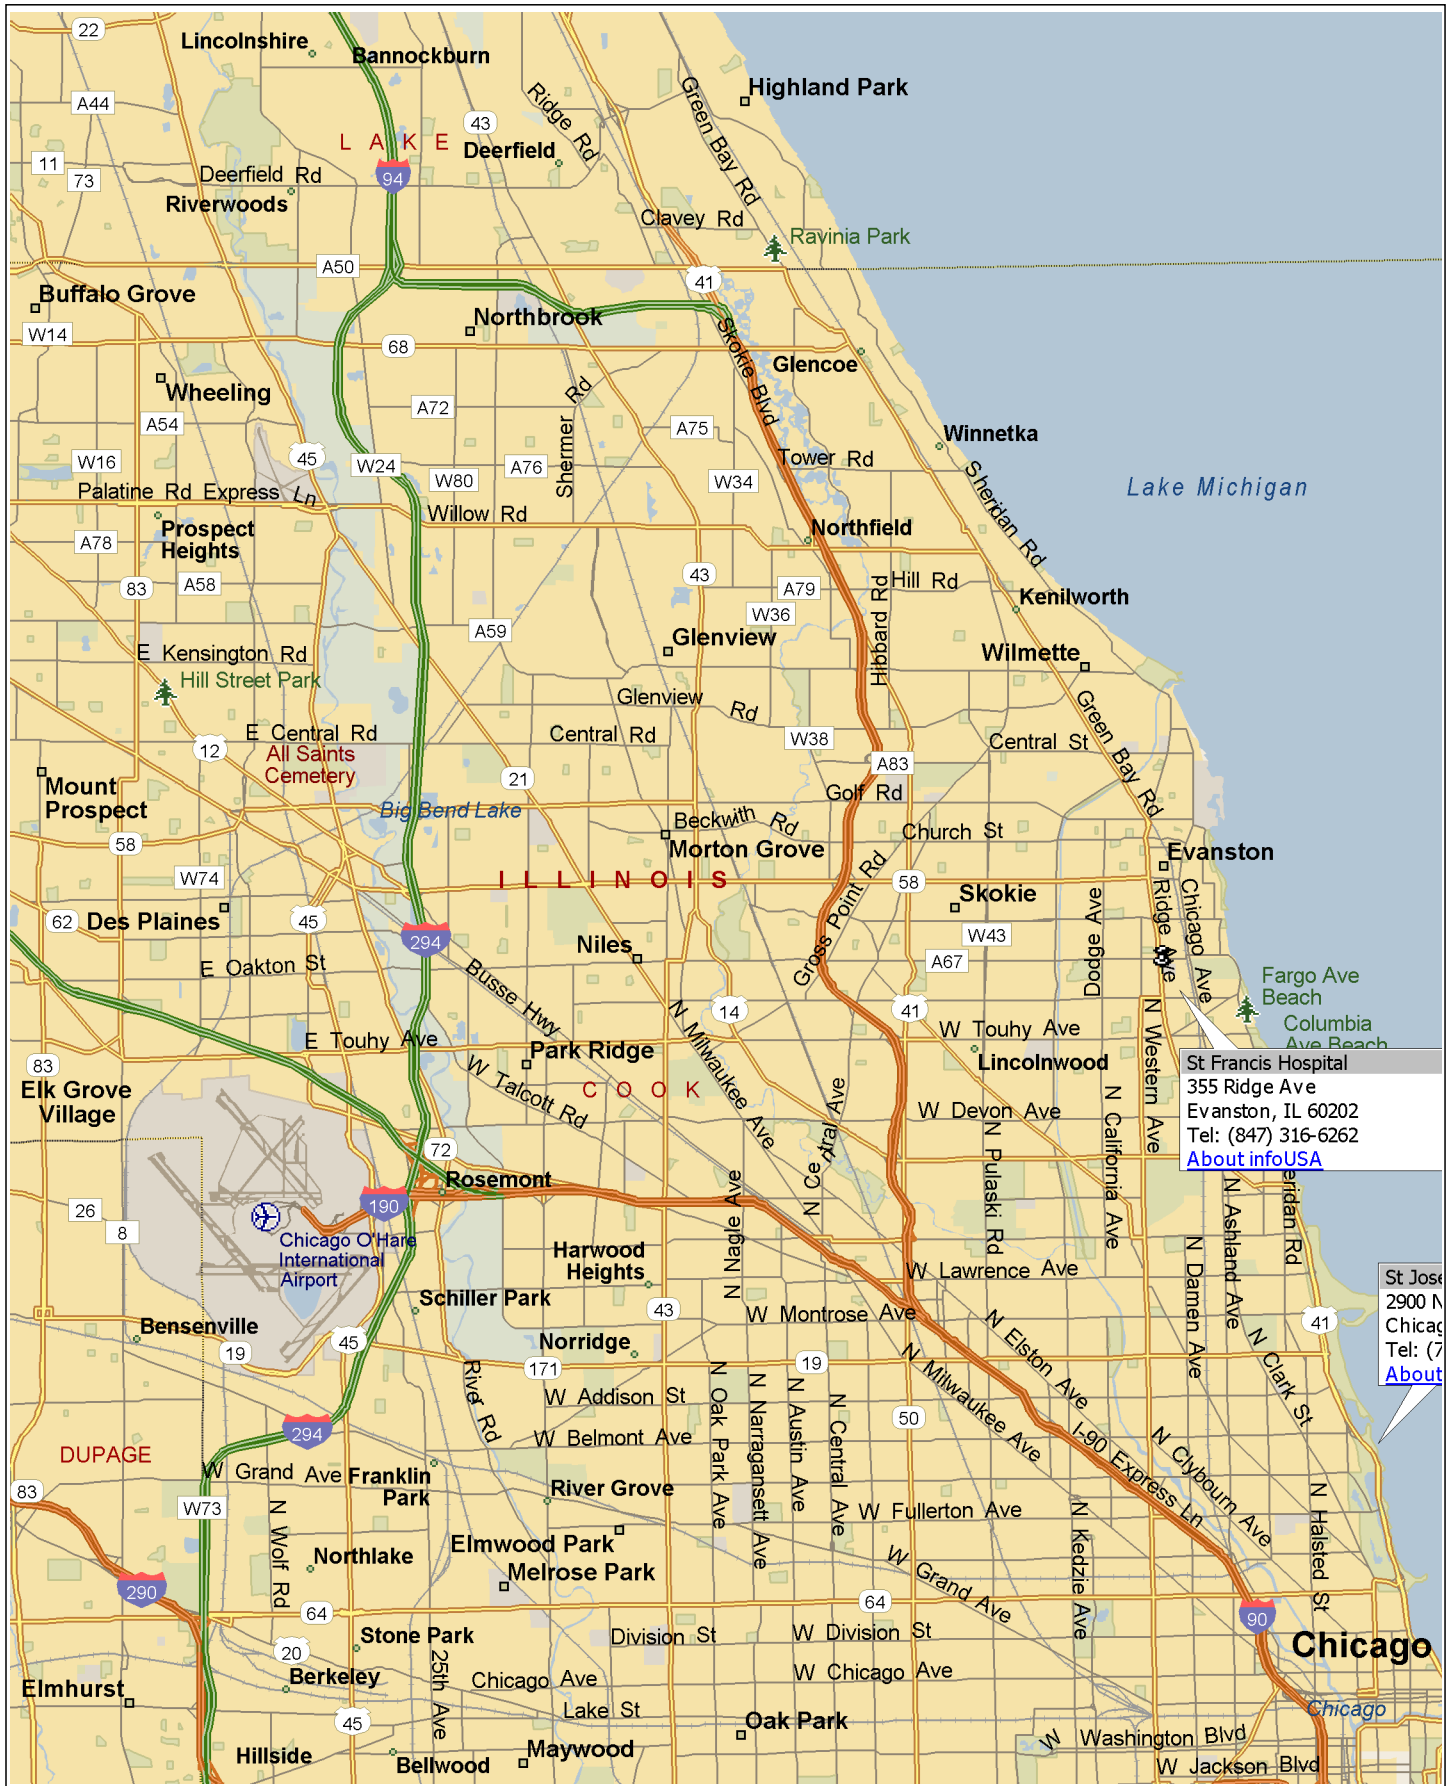 22
Lincolnshire
Bannockburn
Highland Park
A44
43
Ridge Rd
Green Bay Rd
L A K E
Deerfield
11
73
Deerfield Rd
94
Riverwoods
Clavey Rd
Ravinia Park
A50
41
Buffalo Grove
W14
Northbrook
68
Skokie Blvd
Glencoe
Wheeling
A72
Shermer Rd
A54
A75
Winnetka
W16
45
W24
W80
A76
W34
Tower Rd
Sheridan Rd
Lake Michigan
Palatine Rd Express Ln
Willow Rd
Prospect
Heights
Northfield
A78
83
A58
43
A79
Hill Rd
Hibbard Rd
W36
Kenilworth
A59
Glenview
E Kensington Rd
Wilmette
Hill Street Park
Glenview Rd
Green Bay Rd
12
E Central Rd
Central Rd
W38
Central St
All Saints
Cemetery
A83
21
Mount
Prospect
Golf Rd
Big Bend Lake
Beckwith Rd
Church St
58
Morton Grove
Evanston
W74
I L L I N O I S
Gross Point Rd
58
Skokie
Dodge Ave
Ridge Ave
Chicago Ave
62
Des Plaines
45
294
Niles
W43
A67
E Oakton St
Busse Hwy
Fargo Ave
Beach
14
41
N Milwaukee Ave
W Touhy Ave
N Western Ave
Columbia
Ave Beach
E Touhy Ave
Park Ridge
Lincolnwood
83
Elk Grove
Village
W Talcott Rd
C O O K
St Francis Hospital
355 Ridge Ave
Evanston, IL 60202
Tel: (847) 316-6262
About infoUSA
W Devon Ave
N California Ave
N Pulaski Rd
N Ce
tral Ave
72
Rosemont
190
26
8
N Nagle Ave
N Ashland Ave
eridan Rd
Chicago O'Hare
International
Airport
Harwood
Heights
W Lawrence Ave
N Damen Ave
St Jose
2900 N
Chicag
Tel: (7
About
Schiller Park
43
W Montrose Ave
N Elston Ave
41
Bensenville
19
45
Norridge
171
19
N Milwaukee Ave
N Clark St
River Rd
W Addison St
N Oak Park Ave
N Narragansett Ave
N Austin Ave
N Central Ave
50
294
W Belmont Ave
I-90 Express Ln
N Clybourn Ave
DUPAGE
W Grand Ave
Franklin
Park
83
W73
N Wolf Rd
River Grove
W Fullerton Ave
N Kedzie Ave
N Halsted St
Elmwood Park
Northlake
Melrose Park
W Grand Ave
290
64
64
90
Stone Park
Division St
W Division St
Chicago
20
Berkeley
25th Ave
Chicago Ave
W Chicago Ave
Elmhurst
Lake St
45
Oak Park
Chicago
W Washington Blvd
Hillside
Bellwood
Maywood
W Jackson Blvd